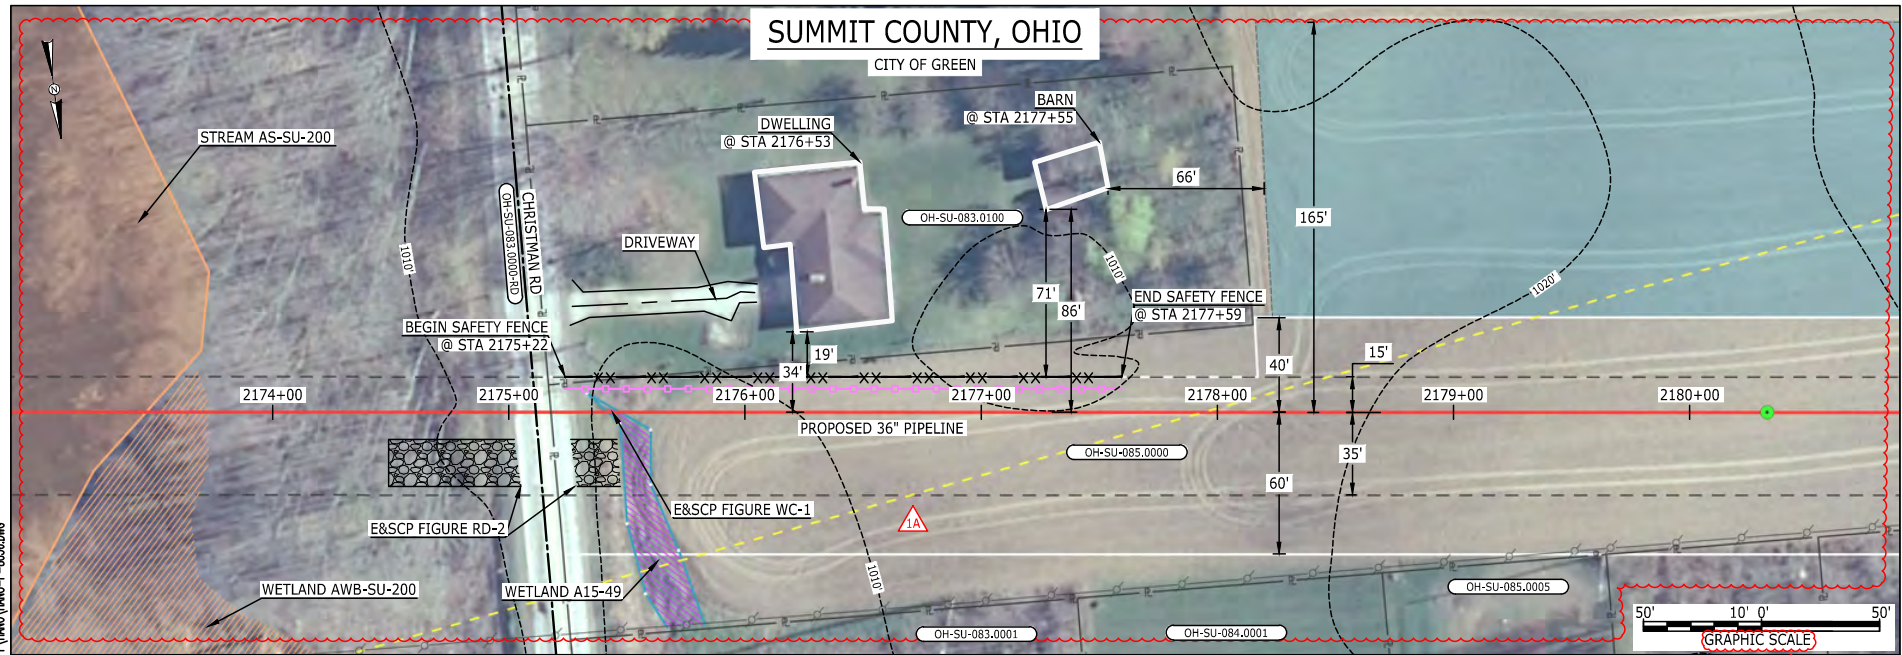 SUMMIT COUNTY, OHIO
CITY OF GREEN
N
STREAM AS-SU-200
DWELLING
@ STA 2176+53
BARN
@ STA 2177+55
OH-SU-083.0000-RD
CHRISTMAN RD
OH-SU-083.0100
66'
165'
DRIVEWAY
1010'
1010'
1020'
71'
86'
END SAFETY FENCE
@ STA 2177+59
BEGIN SAFETY FENCE
@ STA 2175+22
19'
34'
40'
15'
2174+00
2175+00
2176+00
2177+00
2178+00
2179+00
2180+00
PROPOSED 36" PIPELINE
OH-SU-085.0000
35'
60'
E&SCP FIGURE WC-1
E&SCP FIGURE RD-2
1A
1010'
WETLAND AWB-SU-200
WETLAND A15-49
OH-SU-085.0005
OH-SU-083.0001
OH-SU-084.0001
50' 10' 0' 50'
GRAPHIC SCALE